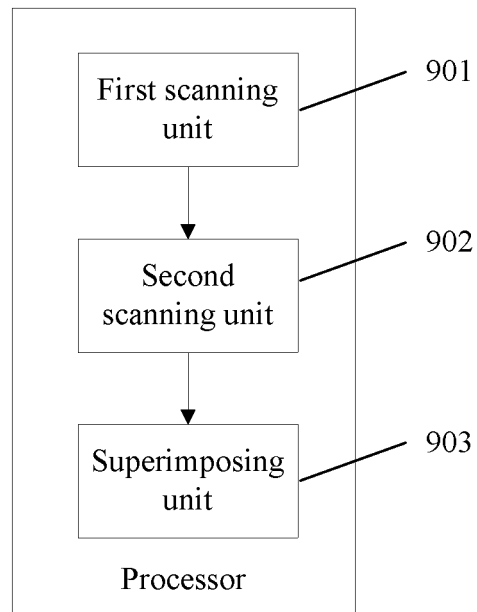 First scanning
unit
901
Second
scanning unit
902
Superimposing
unit
903
Processor